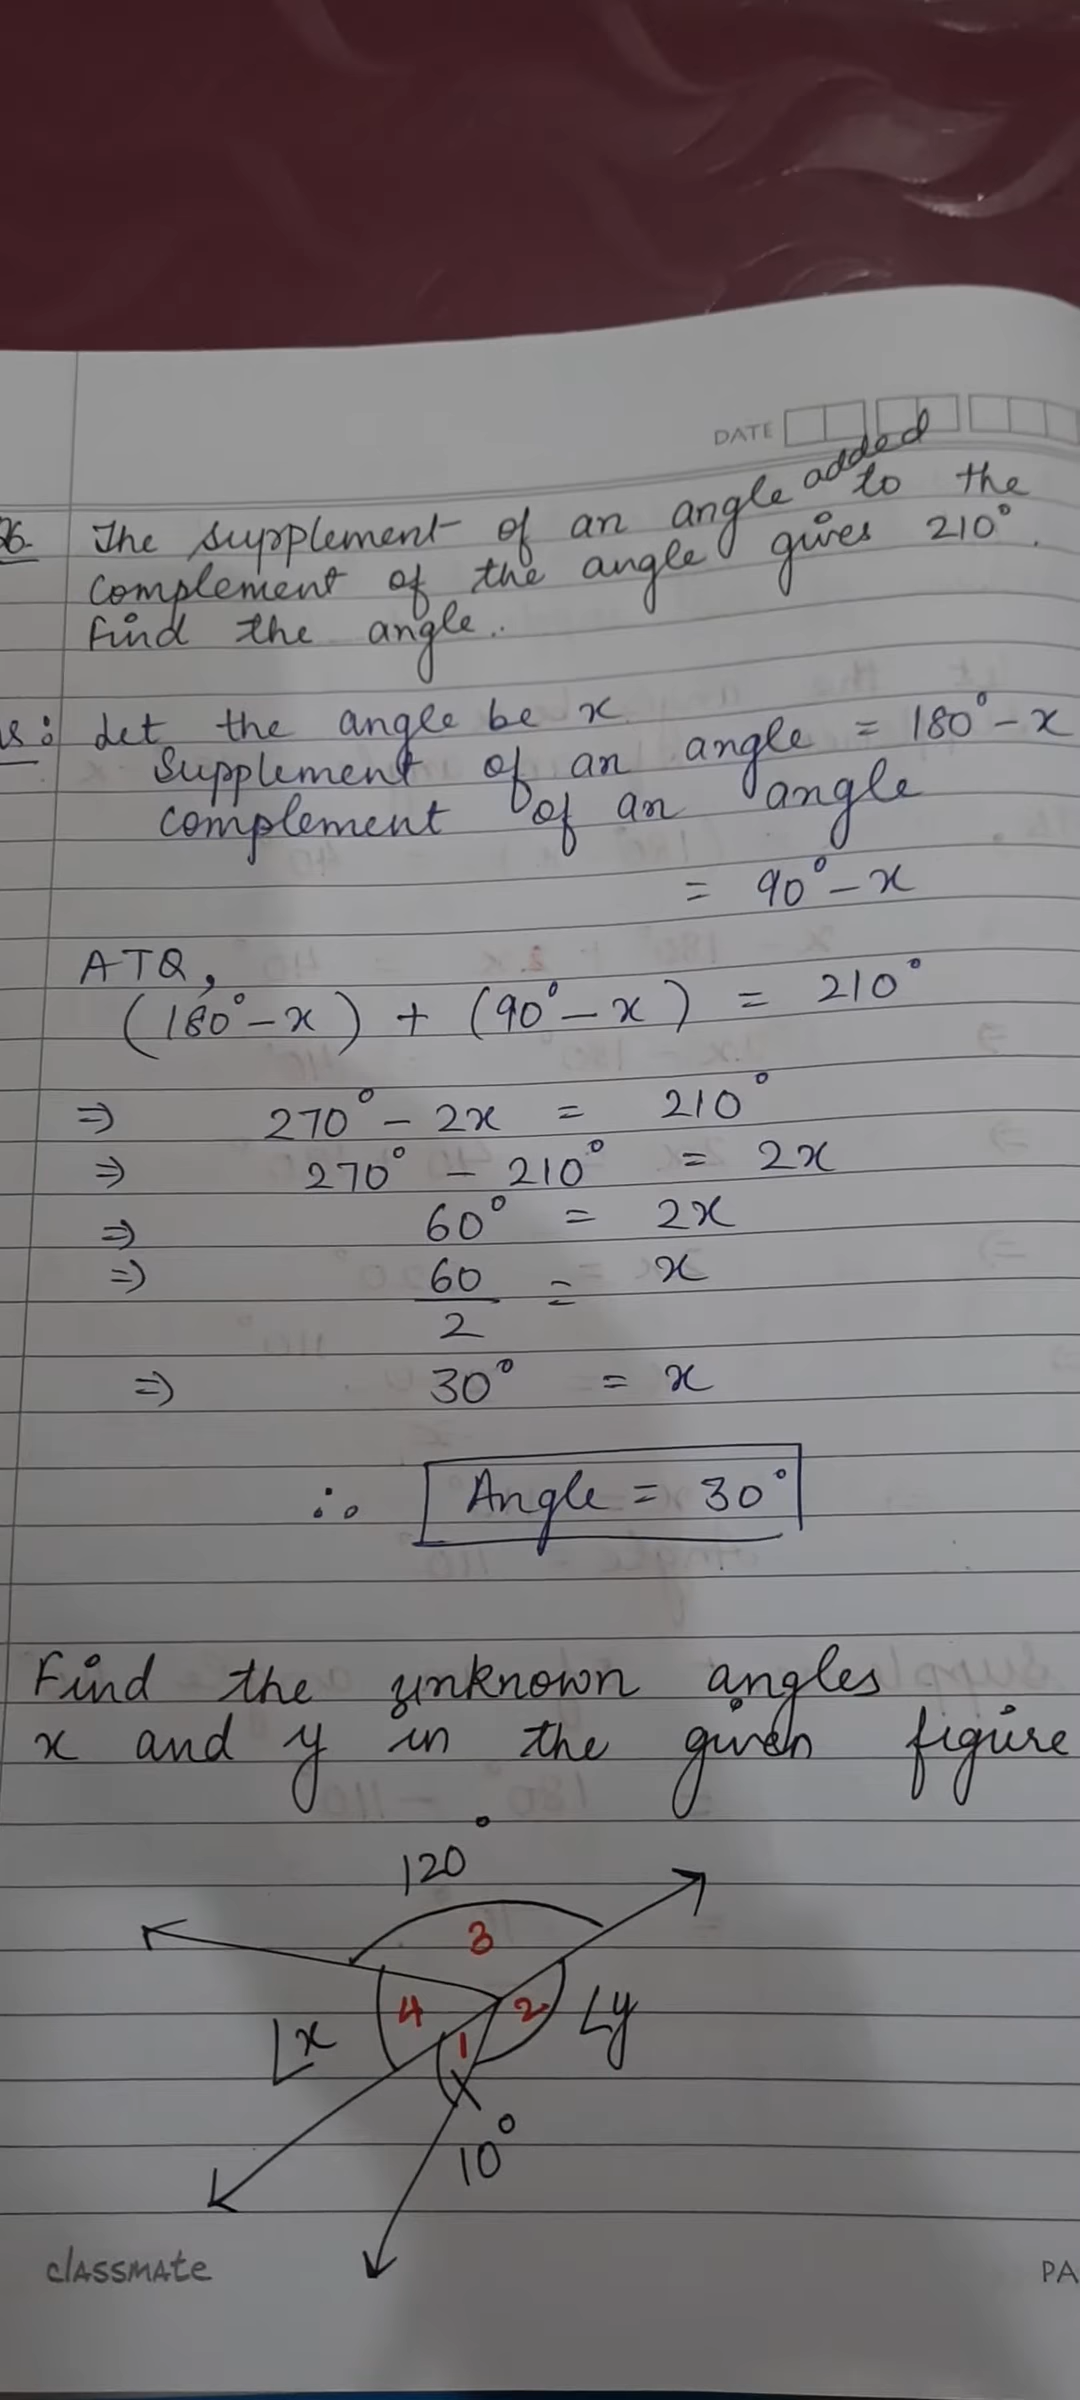 DATE
26. The supplement of an angle added to the
complement of the angle gives 210°.
Find the angle.
let the angle be x
Supplement of an angle = 180° - x
complement of an angle
= 90° - x
ATQ,
(180° - x) + (90° - x) = 210°
⇒ 270° - 2x = 210°
⇒ 270° - 210° = 2x
⇒ 60° = 2x
⇒ 60/2 = x
⇒ 30° = x
∴ Angle = 30°
Find the unknown angles
x and y in the given figure
120°
3
4
2
∠y
∠x
1
10°
classmate
PA